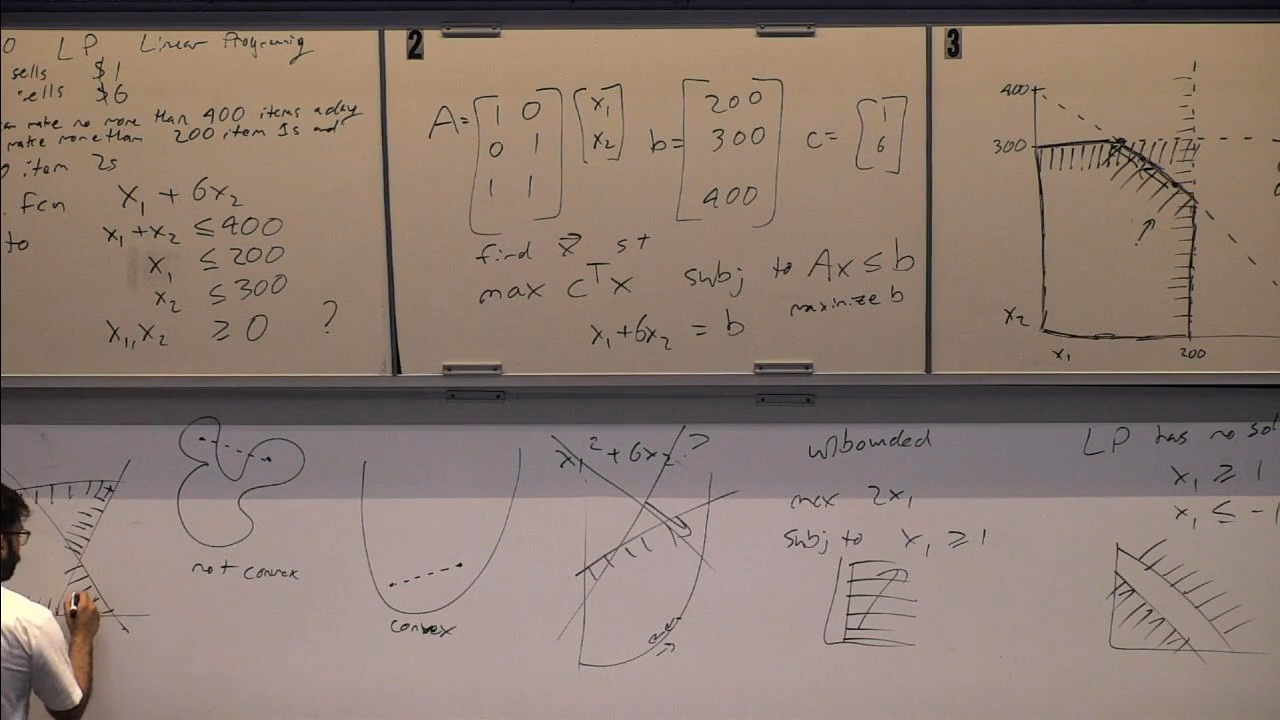 LP Linear Programing
sells $1
sells $6
can make no more than 400 items a day
make more than 200 item 1s and
item 2s
. fcn x₁ + 6x₂
to x₁ + x₂ ≤ 400
x₁ ≤ 200
x₂ ≤ 300
x₁, x₂ ≥ 0 ?
2
A = [1 0; 0 1; 1 1] [x₁; x₂] b = [200; 300; 400] c = [1; 6]
find x⃗ st
max cᵀx subj to Ax ≤ b
maximize b
x₁ + 6x₂ = b
3
400
300
x₂
x₁
200
not convex
convex
x₁² + 6x₂ ?
unbounded
max 2x₁
subj to x₁ ≥ 1
LP has no sol
x₁ ≥ 1
x₁ ≤ -1